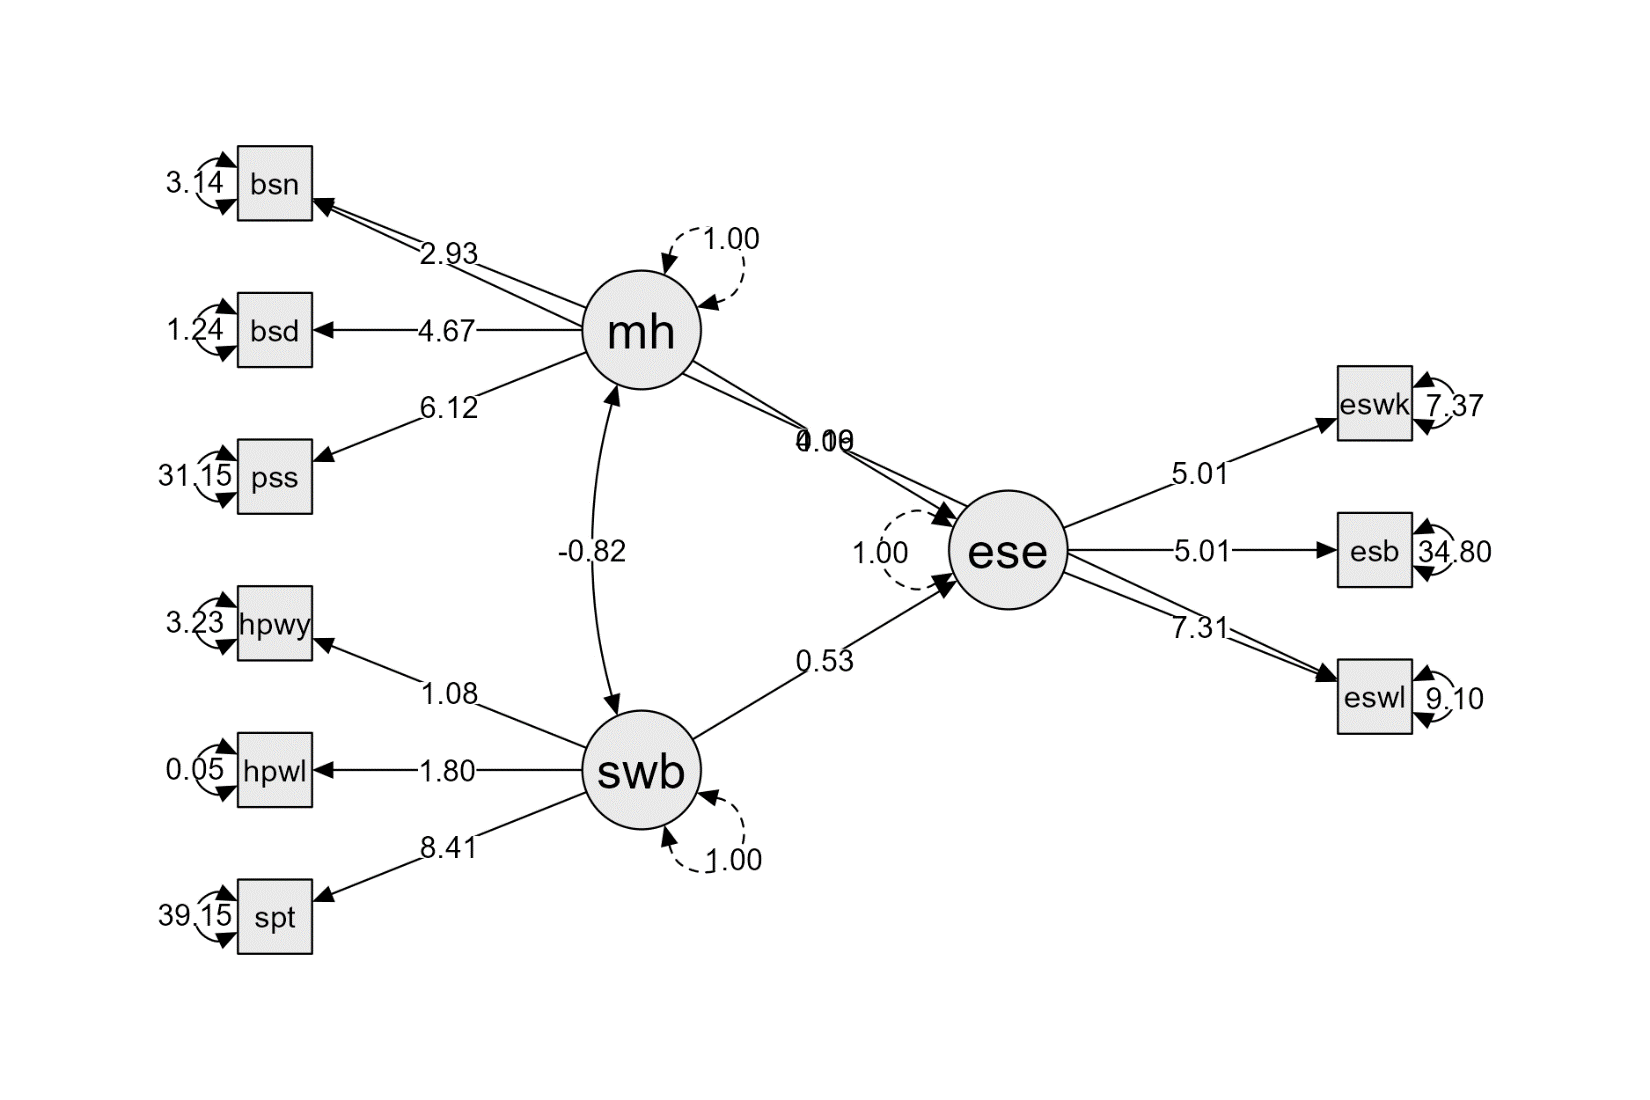 3.14 bsn
2.93
1.00
1.24 bsd
4.67
mh
6.12
eswk 7.37
31.15 pss
5.01
-0.82
1.00
ese
5.01
esb 34.80
3.23 hpwy
7.31
0.53
1.08
eswl 9.10
0.05 hpwl
1.80
swb
8.41
1.00
39.15 spt